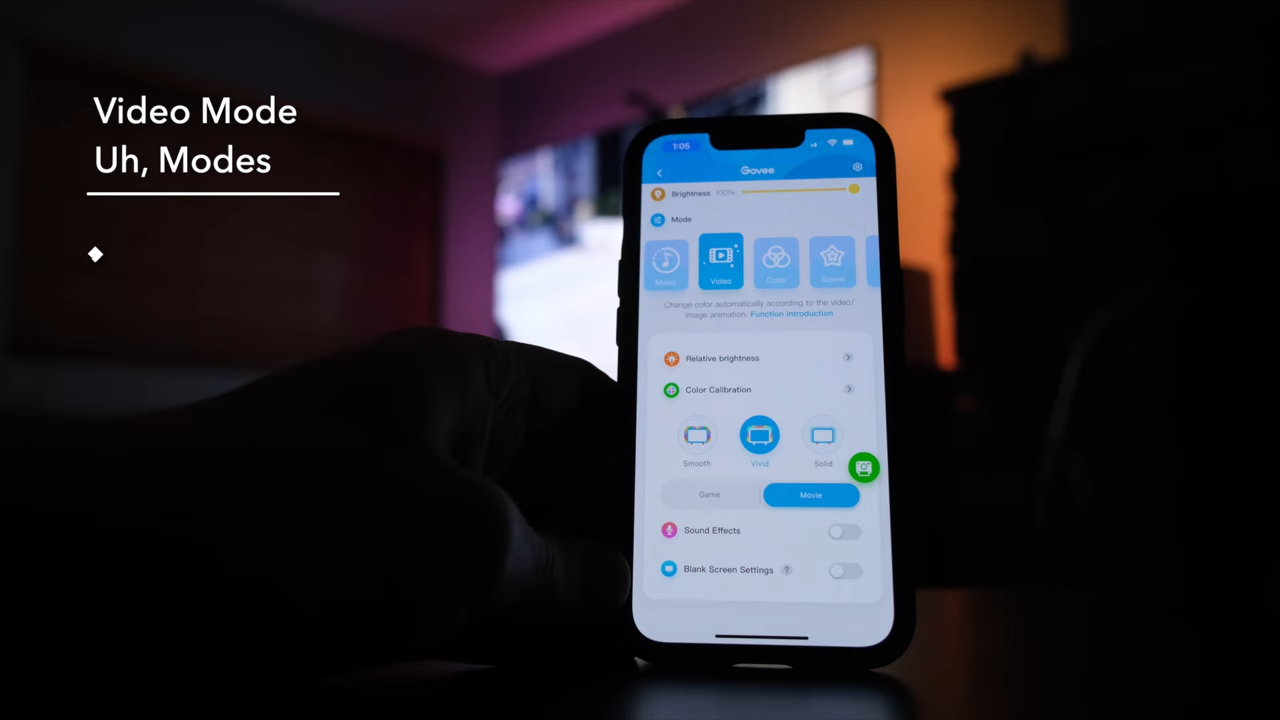 Video Mode
Uh, Modes
1:05
Govee
Brightness 100%
Mode
Music Video Color Scene
Change color automatically according to the video/
image animation. Function Introduction
Relative brightness
Color Calibration
Smooth Vivid Solid
Game Movie
Sound Effects
Blank Screen Settings ?